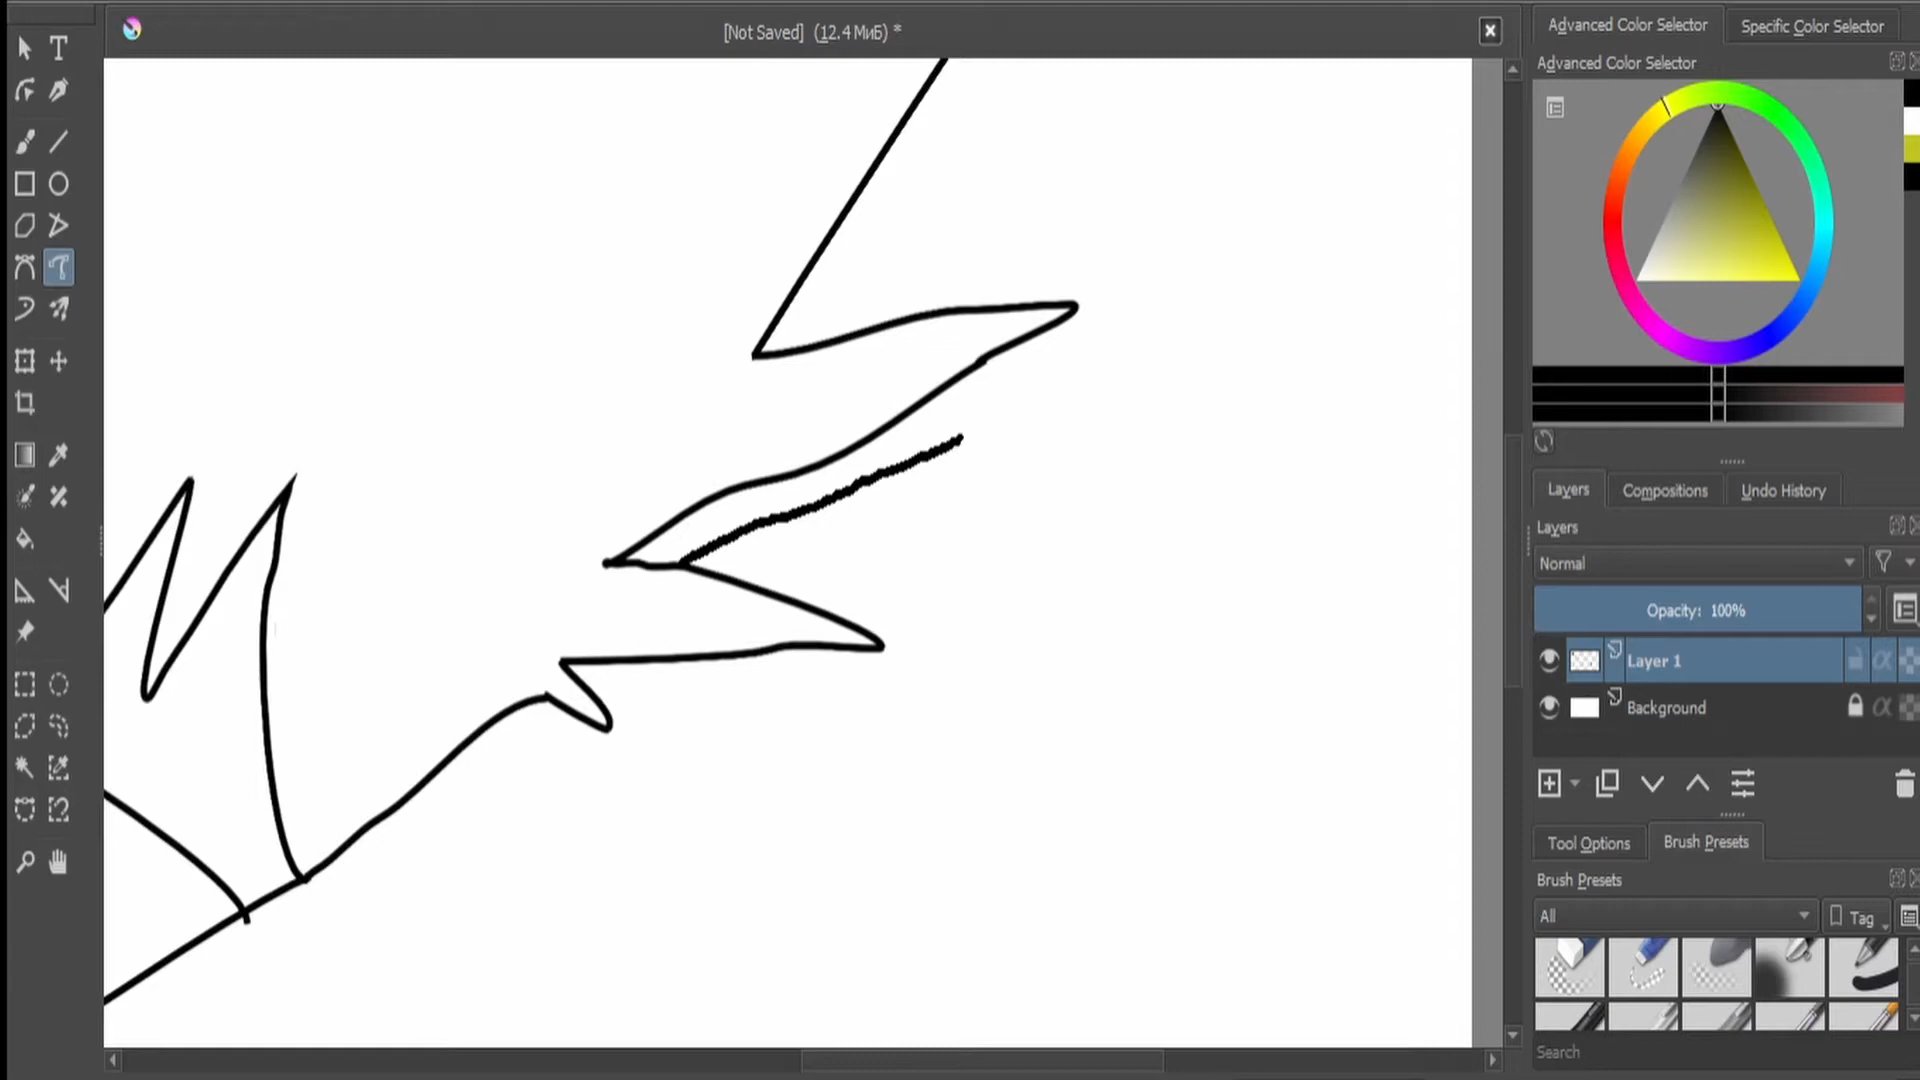 [Not Saved] (12.4 МиБ) *
Advanced Color Selector
Specific Color Selector
Advanced Color Selector
Layers
Compositions
Undo History
Layers
Normal
Opacity: 100%
Layer 1
Background
Tool Options
Brush Presets
Brush Presets
All
Tag
Search